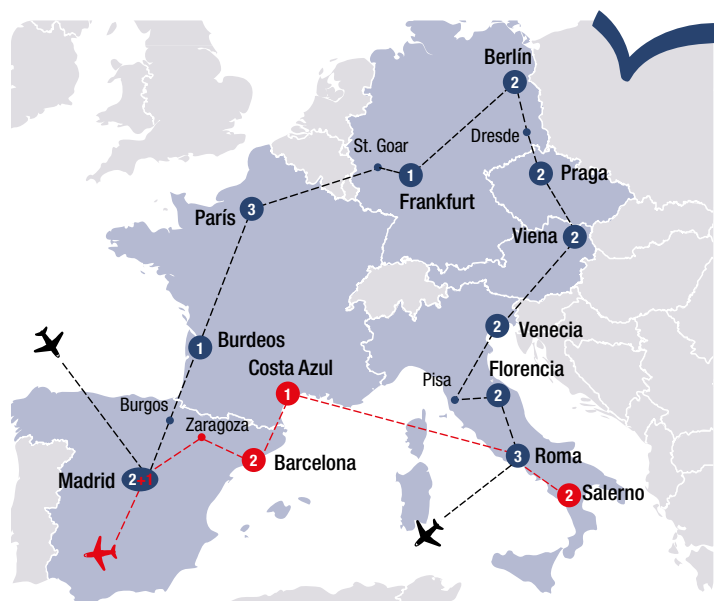 Berlín
2
Dresde
St. Goar
1
Frankfurt
2
Praga
París
3
Viena
2
2
Venecia
1
Burdeos
Costa Azul
1
Florencia
2
Pisa
Burgos
Zaragoza
2
Barcelona
Roma
3
Madrid
2+1
2
Salerno